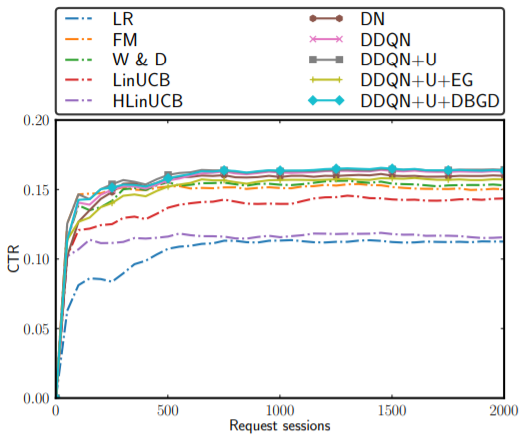 LR
FM
W & D
LinUCB
HLinUCB
DN
DDQN
DDQN+U
DDQN+U+EG
DDQN+U+DBGD
0.20
0.15
0.10
0.05
0.00
CTR
0
500
1000
1500
2000
Request sessions